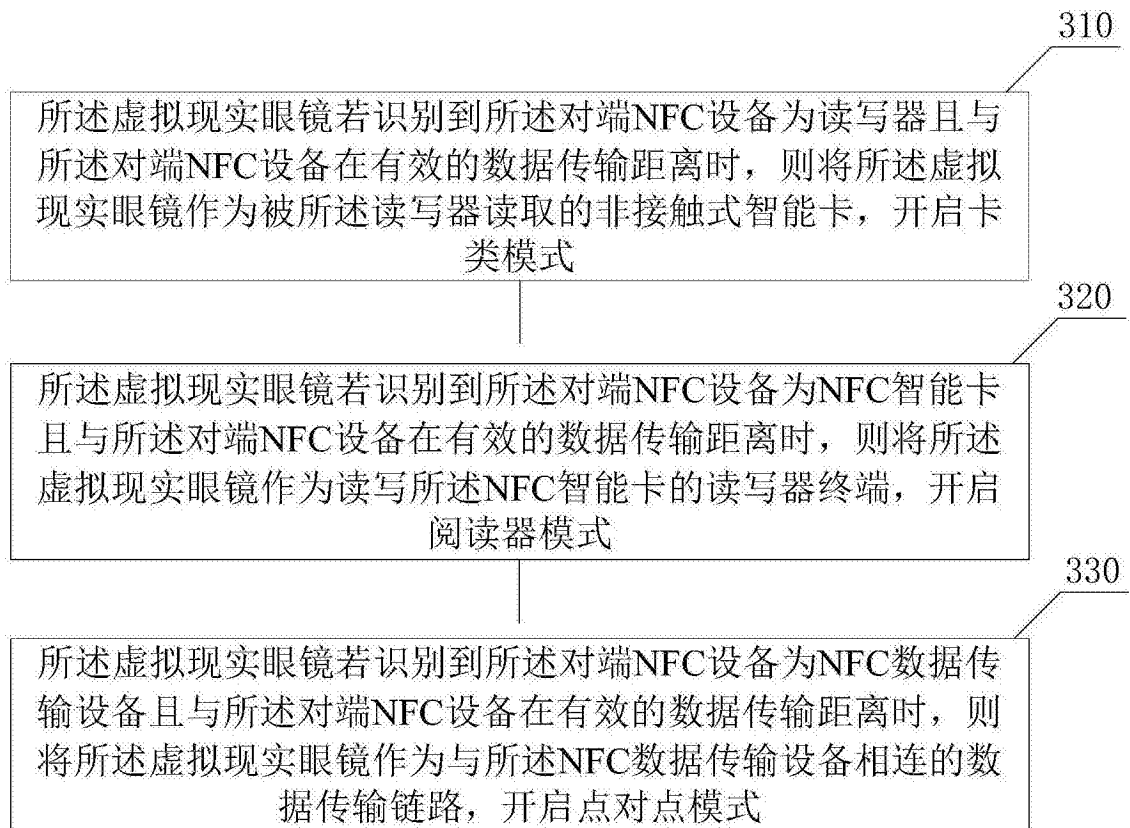 310
所述虚拟现实眼镜若识别到所述对端NFC设备为读写器且与
所述对端NFC设备在有效的数据传输距离时，则将所述虚拟
现实眼镜作为被所述读写器读取的非接触式智能卡，开启卡
类模式
320
所述虚拟现实眼镜若识别到所述对端NFC设备为NFC智能卡
且与所述对端NFC设备在有效的数据传输距离时，则将所述
虚拟现实眼镜作为读写所述NFC智能卡的读写器终端，开启
阅读器模式
330
所述虚拟现实眼镜若识别到所述对端NFC设备为NFC数据传
输设备且与所述对端NFC设备在有效的数据传输距离时，则
将所述虚拟现实眼镜作为与所述NFC数据传输设备相连的数
据传输链路，开启点对点模式